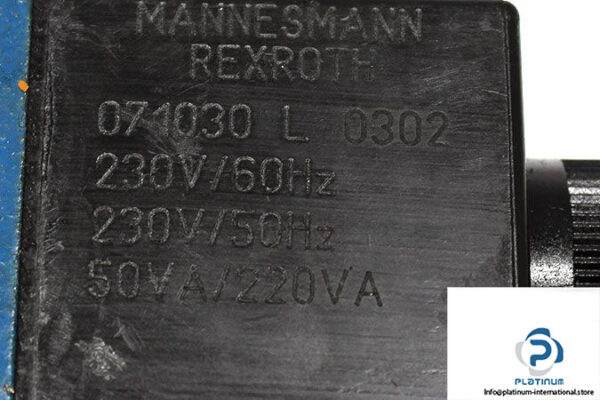 MANNESMANN
REXROTH
071030 L 0302
230V/60Hz
230V/50Hz
50VA/220VA
PLATINUM
Info@platinum-international.store